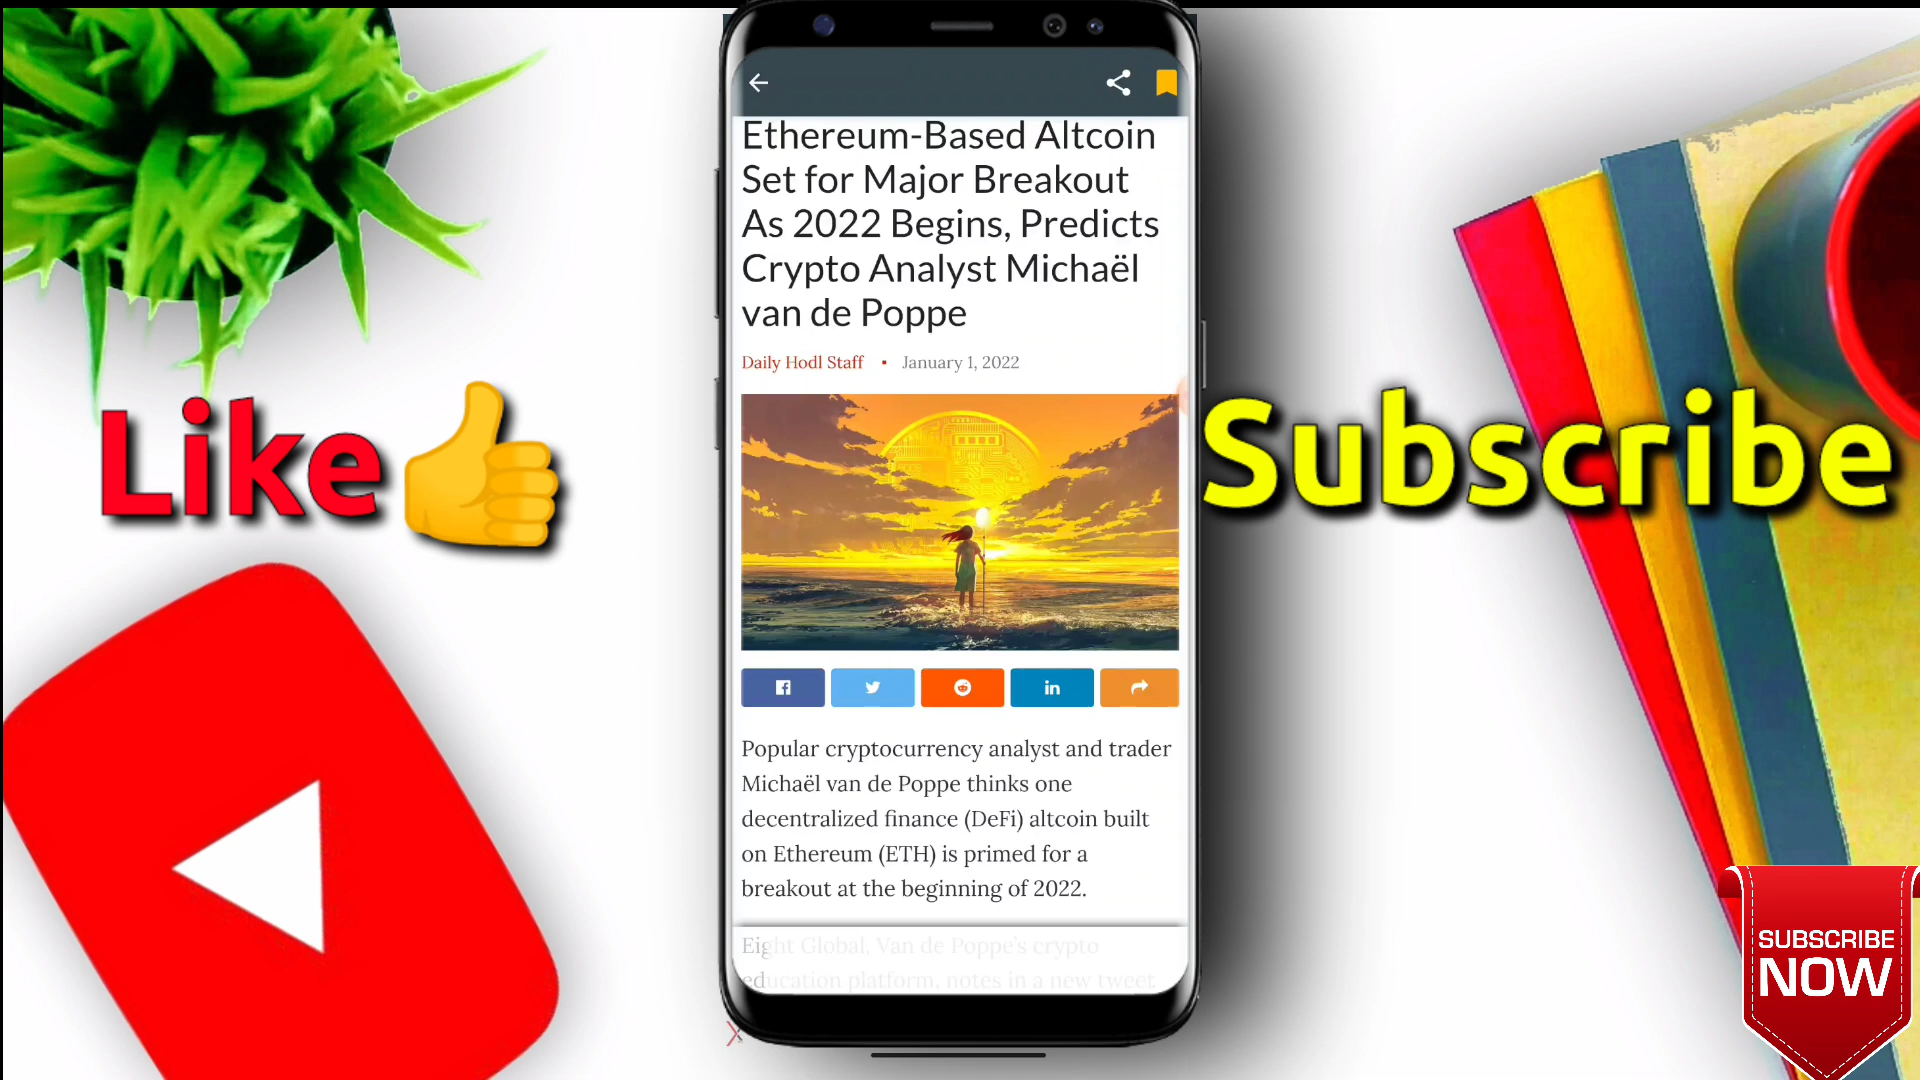 Ethereum-Based Altcoin
Set for Major Breakout
As 2022 Begins, Predicts
Crypto Analyst Michaël
van de Poppe
Daily Hodl Staff ▪ January 1, 2022
Like👍
Subscribe
Popular cryptocurrency analyst and trader
Michaël van de Poppe thinks one
decentralized finance (DeFi) altcoin built
on Ethereum (ETH) is primed for a
breakout at the beginning of 2022.
Eight Global, Van de Poppe's crypto
education platform, notes in a new tweet
SUBSCRIBE
NOW